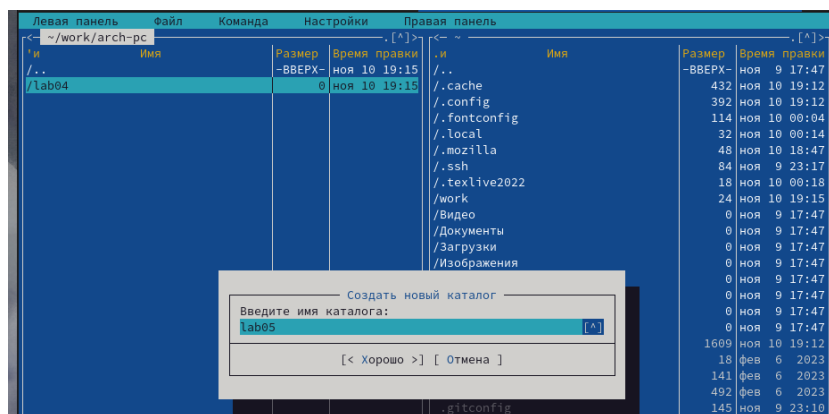 Левая панель Файл Команда Настройки Правая панель
<- ~/work/arch-pc .[^]> <- ~ .[^]>
'и Имя Размер Время правки .и Имя Размер Время правки
/.. -ВВЕРХ- ноя 10 19:15 /.. -ВВЕРХ- ноя 9 17:47
/lab04 0 ноя 10 19:15 /.cache 432 ноя 10 19:12
/.config 392 ноя 10 19:12
/.fontconfig 114 ноя 10 00:04
/.local 32 ноя 10 00:14
/.mozilla 48 ноя 10 18:47
/.ssh 84 ноя 9 23:17
/.texlive2022 18 ноя 10 00:18
/work 24 ноя 10 19:15
/Видео 0 ноя 9 17:47
/Документы 0 ноя 9 17:47
/Загрузки 0 ноя 9 17:47
/Изображения 0 ноя 9 17:47
0 ноя 9 17:47
Создать новый каталог 0 ноя 9 17:47
Введите имя каталога: 0 ноя 9 17:47
lab05 [^] 0 ноя 9 17:47
1609 ноя 10 19:12
[< Хорошо >] [ Отмена ] 18 фев 6 2023
141 фев 6 2023
492 фев 6 2023
.gitconfig 145 ноя 9 23:10